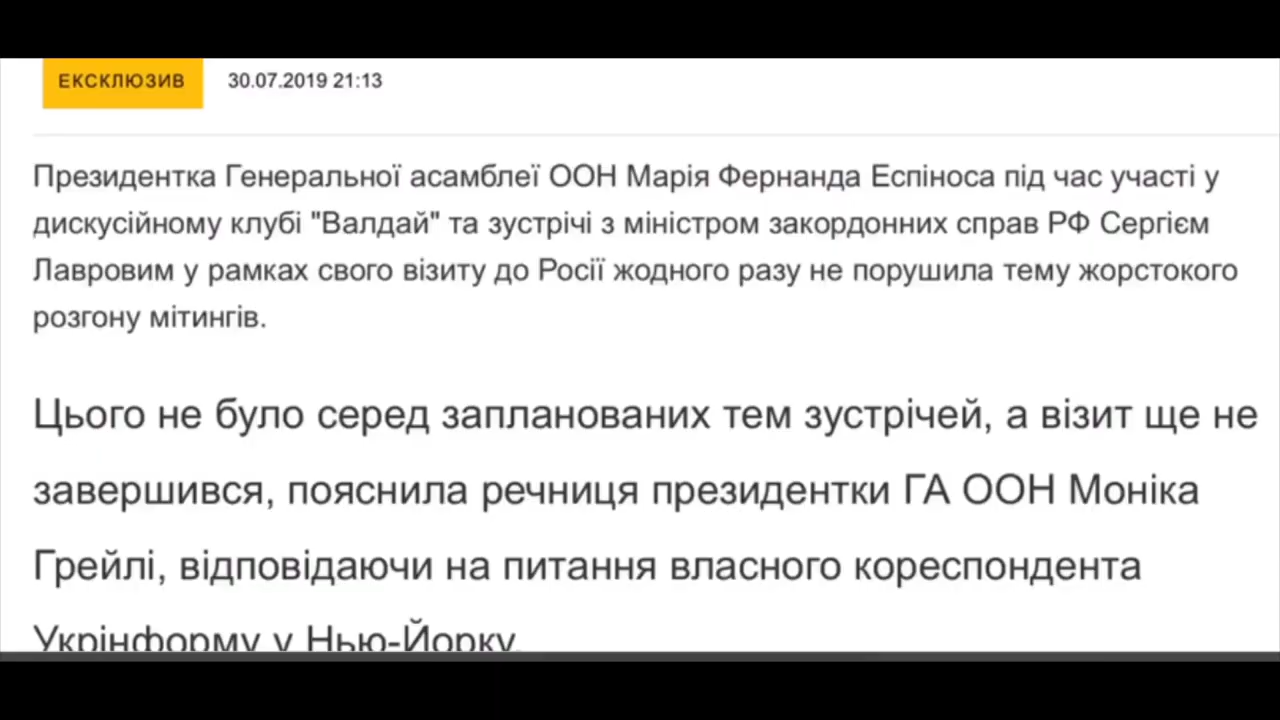 ЕКСКЛЮЗИВ 30.07.2019 21:13
Президентка Генеральної асамблеї ООН Марія Фернанда Еспіноса під час участі у
дискусійному клубі "Валдай" та зустрічі з міністром закордонних справ РФ Сергієм
Лавровим у рамках свого візиту до Росії жодного разу не порушила тему жорстокого
розгону мітингів.
Цього не було серед запланованих тем зустрічей, а візит ще не
завершився, пояснила речниця президентки ГА ООН Моніка
Грейлі, відповідаючи на питання власного кореспондента
Укрінформу у Нью-Йорку.